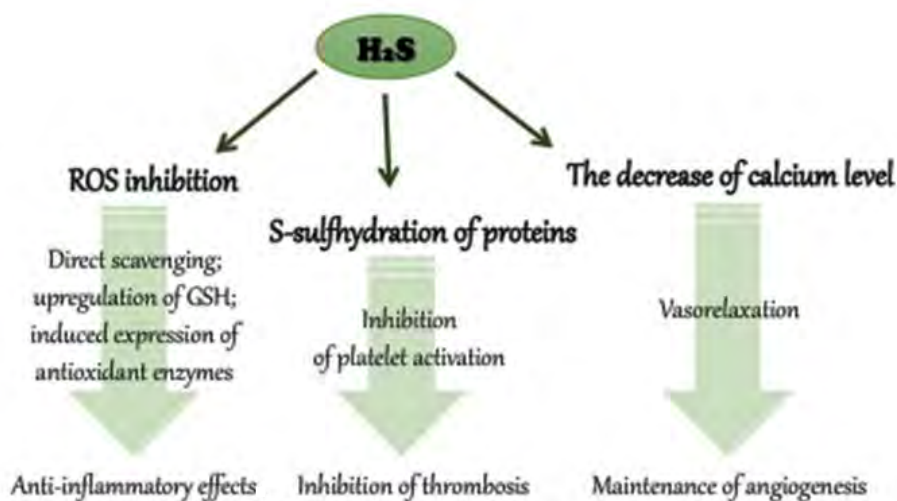 H₂S
ROS inhibition
Direct scavenging;
upregulation of GSH;
induced expression of
antioxidant enzymes
Anti-inflammatory effects
S-sulfhydration of proteins
Inhibition
of platelet activation
Inhibition of thrombosis
The decrease of calcium level
Vasorelaxation
Maintenance of angiogenesis